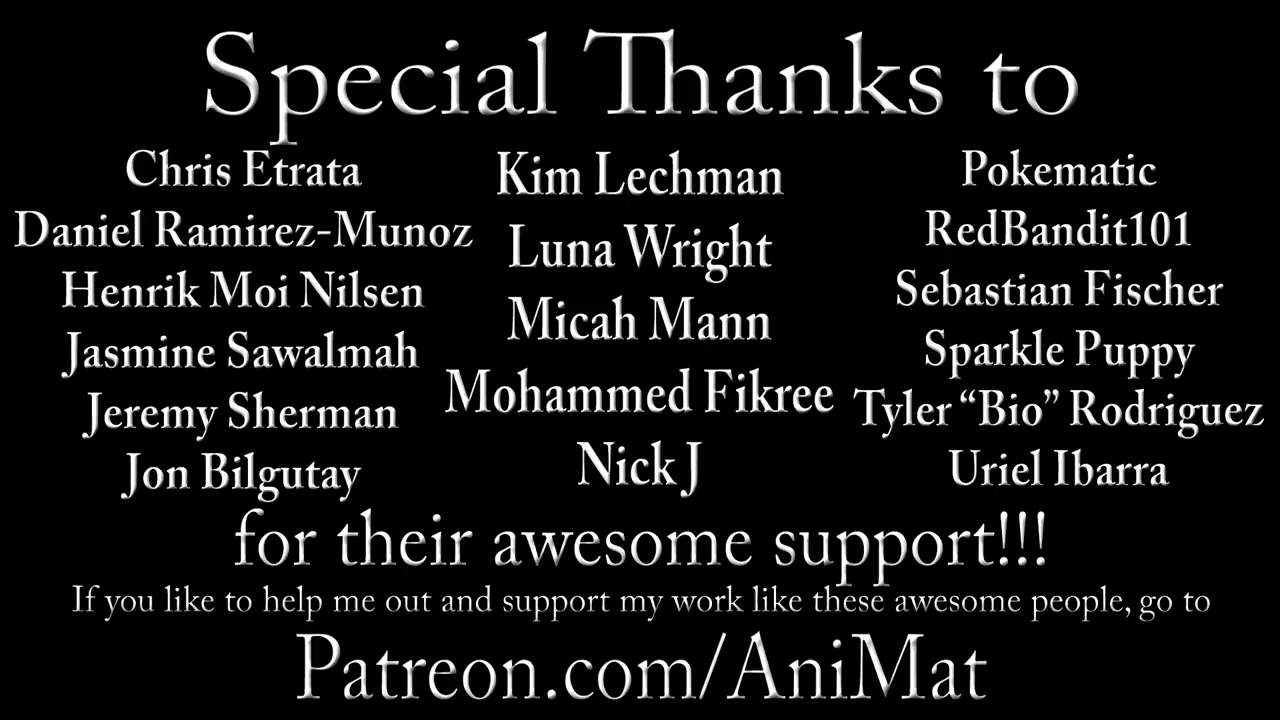 Special Thanks to
Chris Etrata
Daniel Ramirez-Munoz
Henrik Moi Nilsen
Jasmine Sawalmah
Jeremy Sherman
Jon Bilgutay
Kim Lechman
Luna Wright
Micah Mann
Mohammed Fikree
Nick J
Pokematic
RedBandit101
Sebastian Fischer
Sparkle Puppy
Tyler “Bio” Rodriguez
Uriel Ibarra
for their awesome support!!!
If you like to help me out and support my work like these awesome people, go to
Patreon.com/AniMat